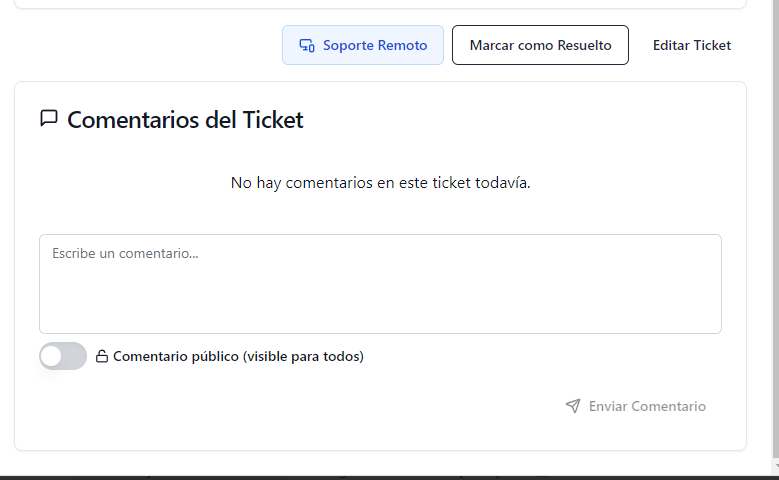 Soporte Remoto
Marcar como Resuelto
Editar Ticket
Comentarios del Ticket
No hay comentarios en este ticket todavía.
Escribe un comentario...
Comentario público (visible para todos)
Enviar Comentario